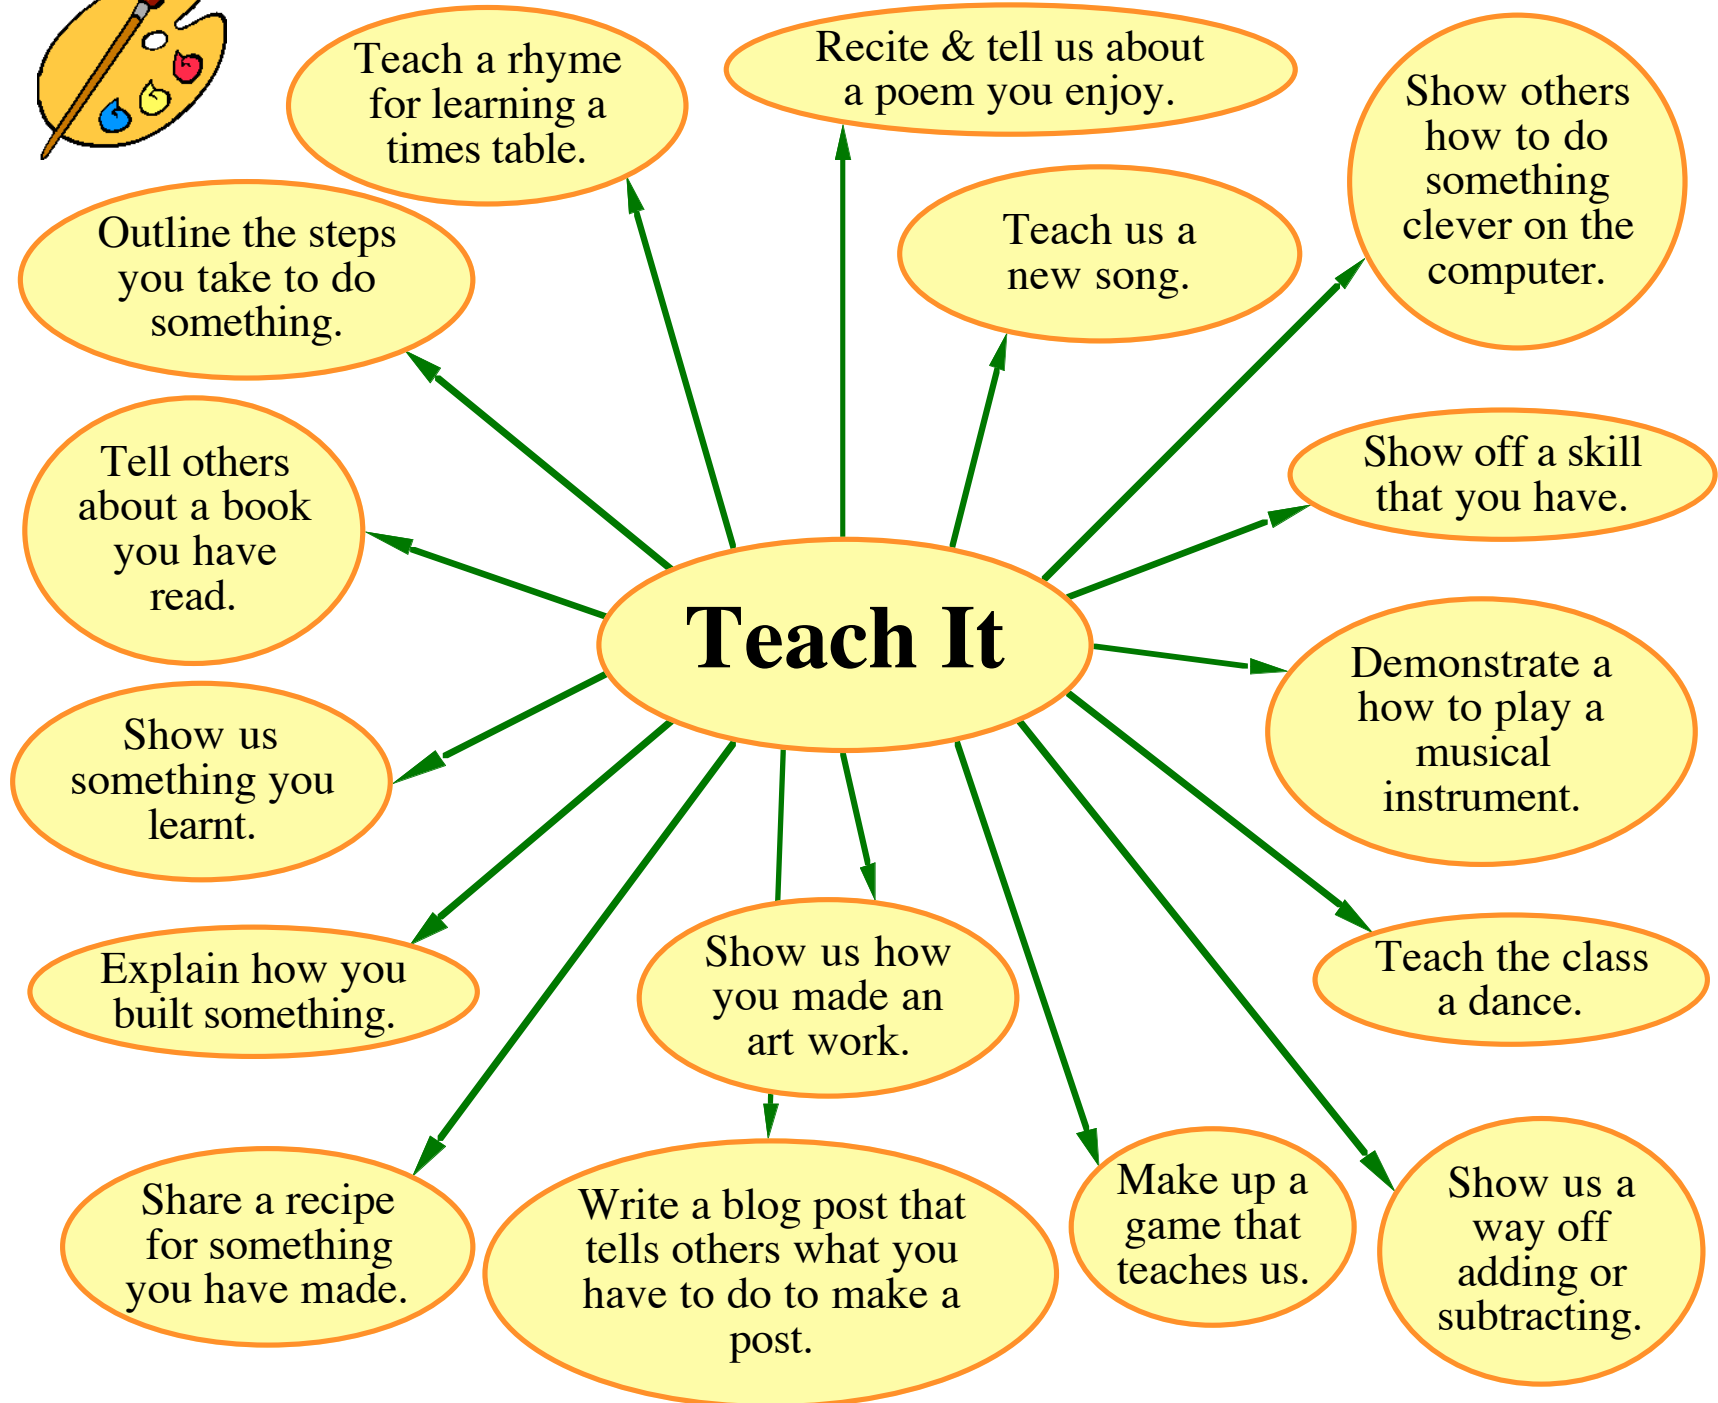 Teach a rhyme
for learning a
times table.
Recite & tell us about
a poem you enjoy.
Show others
how to do
something
clever on the
computer.
Outline the steps
you take to do
something.
Teach us a
new song.
Tell others
about a book
you have
read.
Show off a skill
that you have.
Teach It
Demonstrate a
how to play a
musical
instrument.
Show us
something you
learnt.
Explain how you
built something.
Show us how
you made an
art work.
Teach the class
a dance.
Share a recipe
for something
you have made.
Write a blog post that
tells others what you
have to do to make a
post.
Make up a
game that
teaches us.
Show us a
way off
adding or
subtracting.